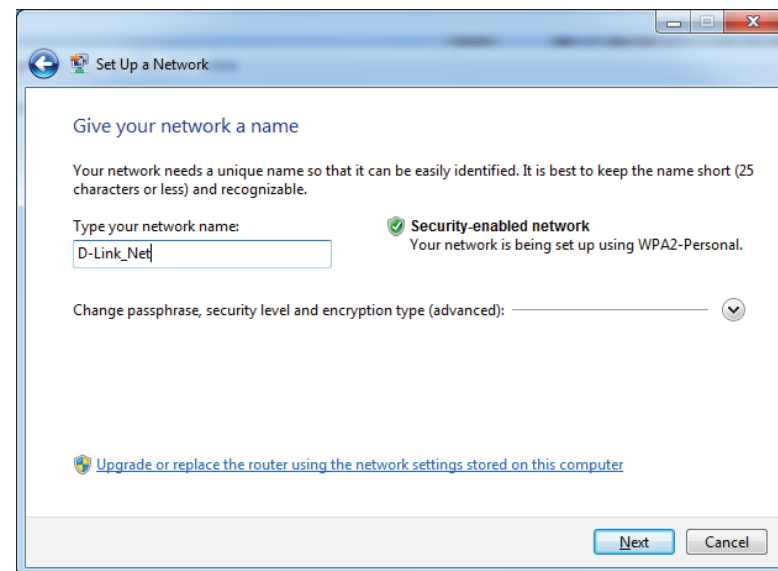 Set Up a Network
Give your network a name
Your network needs a unique name so that it can be easily identified. It is best to keep the name short (25
characters or less) and recognizable.
Type your network name:
D-Link_Net
Security-enabled network
Your network is being set up using WPA2-Personal.
Change passphrase, security level and encryption type (advanced):
Upgrade or replace the router using the network settings stored on this computer
Next
Cancel